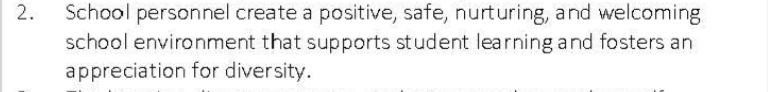 2. School personnel create a positive, safe, nurturing, and welcoming
school environment that supports student learning and fosters an
appreciation for diversity.